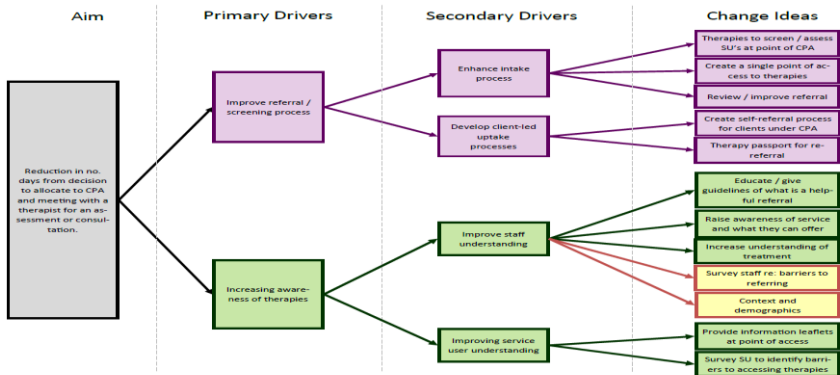 Aim
Primary Drivers
Secondary Drivers
Change Ideas
Reduction in no.
days from decision
to allocate to CPA
and meeting with a
therapist for an as-
sessment or consul-
tation.
Improve referral /
screening process
Increasing aware-
ness of therapies
Enhance intake
process
Develop client-led
uptake
processes
Improve staff
understanding
Improving service
user understanding
Therapies to screen / assess
SU's at point of CPA
Create a single point of ac-
cess to therapies
Review / improve referral
Create self-referral process
for clients under CPA
Therapy passport for re-
referral
Educate / give
guidelines of what is a help-
ful referral
Raise awareness of service
and what they can offer
Increase understanding of
treatment
Survey staff re: barriers to
referring
Context and
demographics
Provide information leaflets
at point of access
Survey SU to identify barri-
ers to accessing therapies